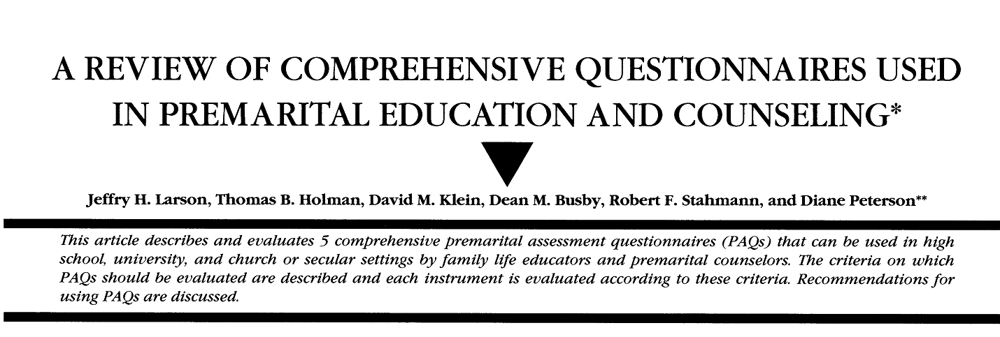 A REVIEW OF COMPREHENSIVE QUESTIONNAIRES USED
IN PREMARITAL EDUCATION AND COUNSELING*
Jeffry H. Larson, Thomas B. Holman, David M. Klein, Dean M. Busby, Robert F. Stahmann, and Diane Peterson**
This article describes and evaluates 5 comprehensive premarital assessment questionnaires (PAQs) that can be used in high
school, university, and church or secular settings by family life educators and premarital counselors. The criteria on which
PAQs should be evaluated are described and each instrument is evaluated according to these criteria. Recommendations for
using PAQs are discussed.